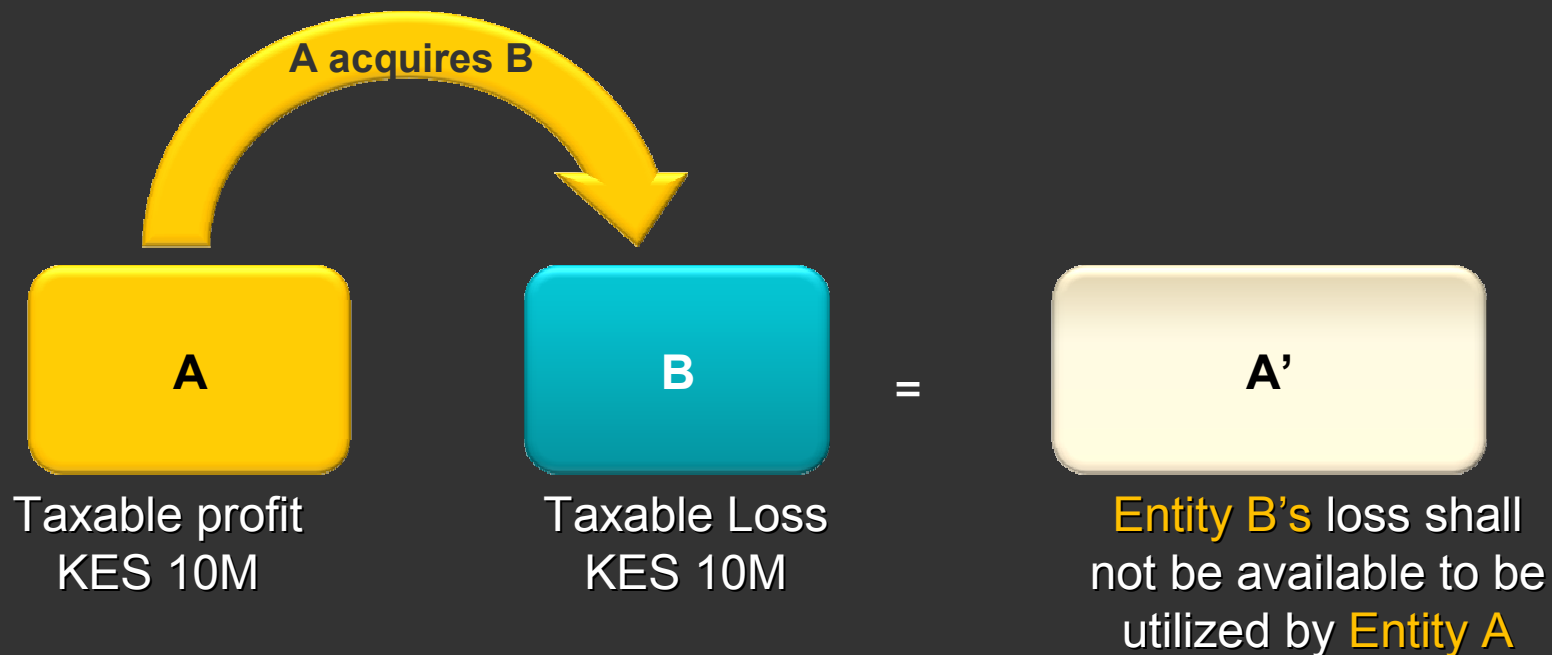 A acquires B
A
B
=
A’
Taxable profit
KES 10M
Taxable Loss
KES 10M
Entity B’s loss shall
not be available to be
utilized by Entity A